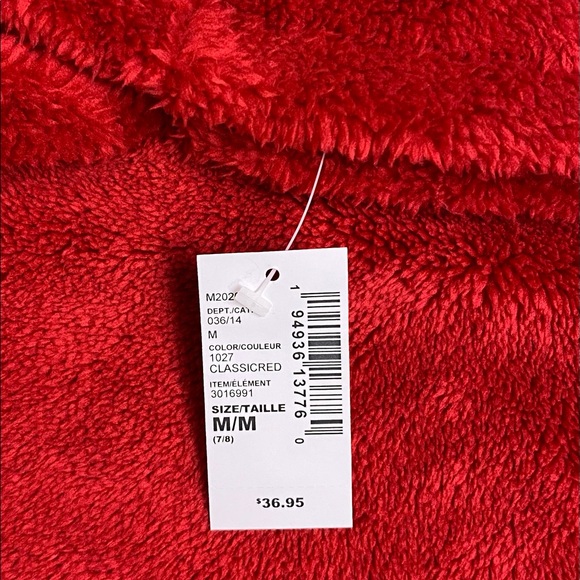 DEPT./CAT.
036/14
M
COLOR/COULEUR
1027
CLASSICRED
ITEM/ÉLÉMENT
3016991
SIZE/TAILLE
M/M
(7/8)
$36.95
1 94936 13776 0